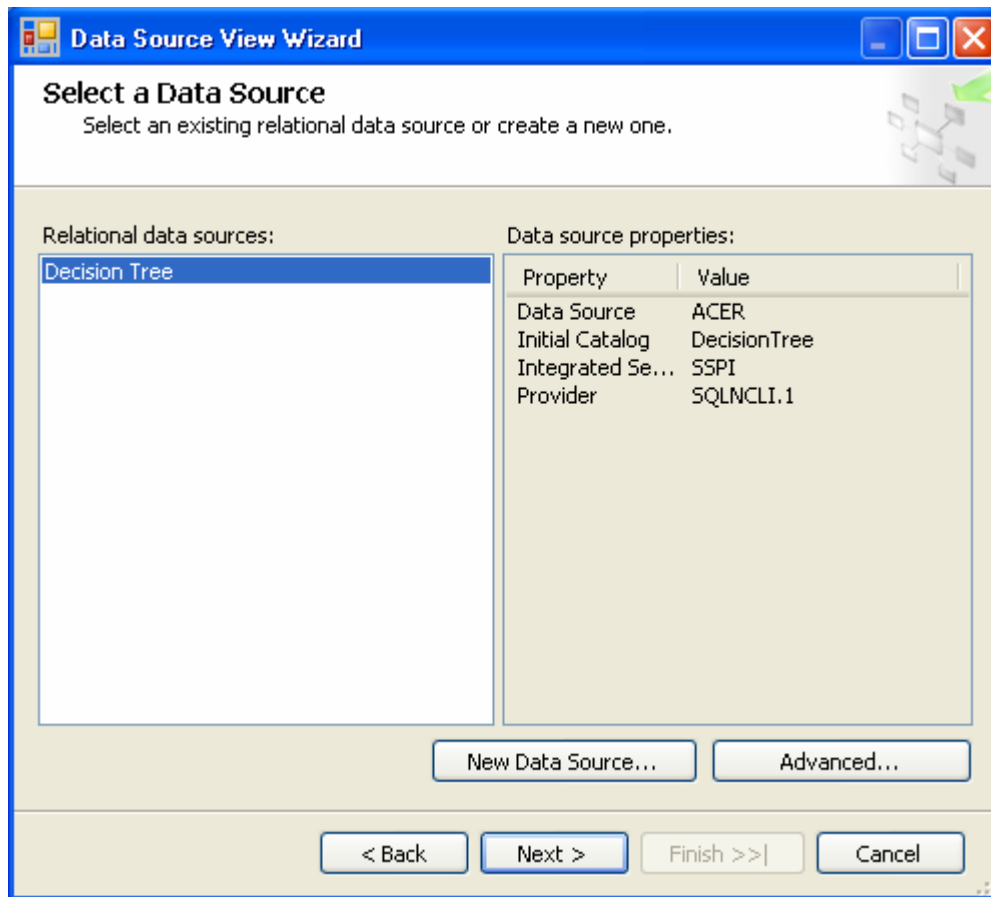 Data Source View Wizard
Select a Data Source
Select an existing relational data source or create a new one.
Relational data sources:
Decision Tree
Data source properties:
Property Value
Data Source ACER
Initial Catalog DecisionTree
Integrated Se... SSPI
Provider SQLNCLI.1
New Data Source... Advanced...
< Back Next > Finish >>| Cancel